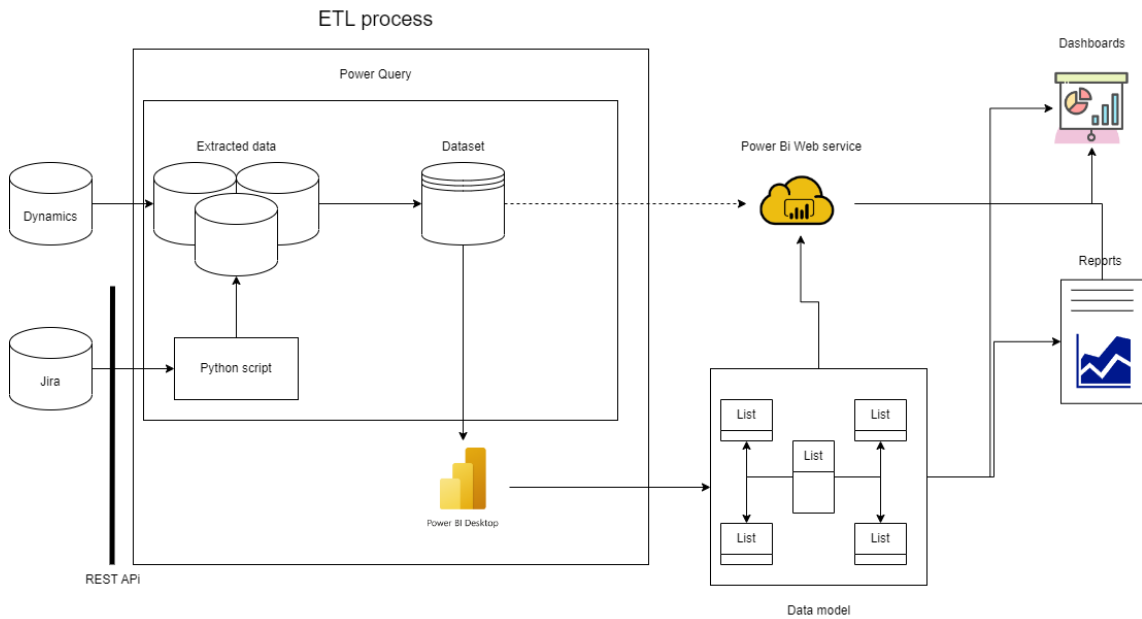 ETL process
Power Query
Dashboards
Extracted data
Dataset
Power Bi Web service
Dynamics
Reports
Jira
Python script
List
List
List
List
List
Power BI Desktop
REST APi
Data model